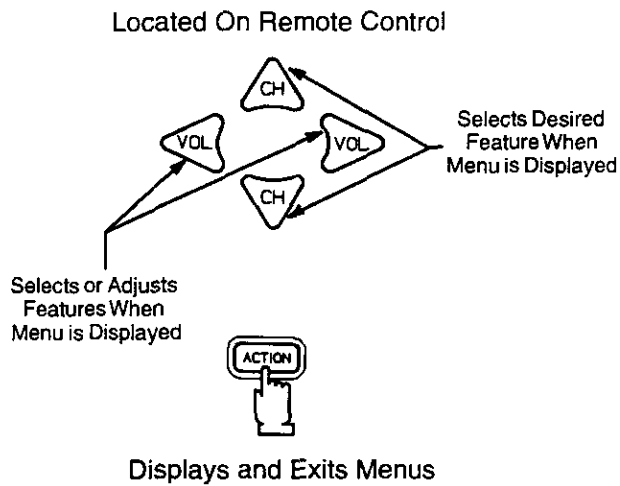 Located On Remote Control
CH
VOL
VOL
CH
Selects Desired
Feature When
Menu is Displayed
Selects or Adjusts
Features When
Menu is Displayed
ACTION
Displays and Exits Menus